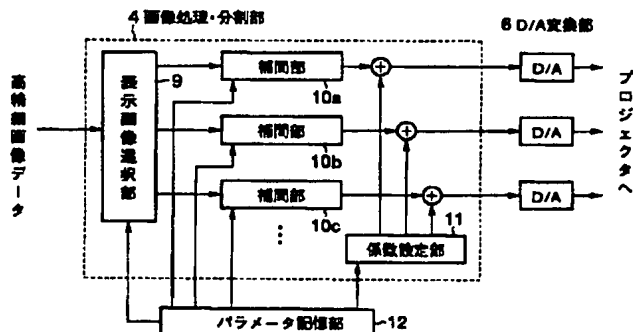 4 画像処理・分割部
6 D/A変換部
9
表示画像選択部
高精細画像データ
補間部
10a
D/A
補間部
10b
D/A
補間部
10c
D/A
プロジェクタへ
11
係数設定部
パラメータ記憶部
12